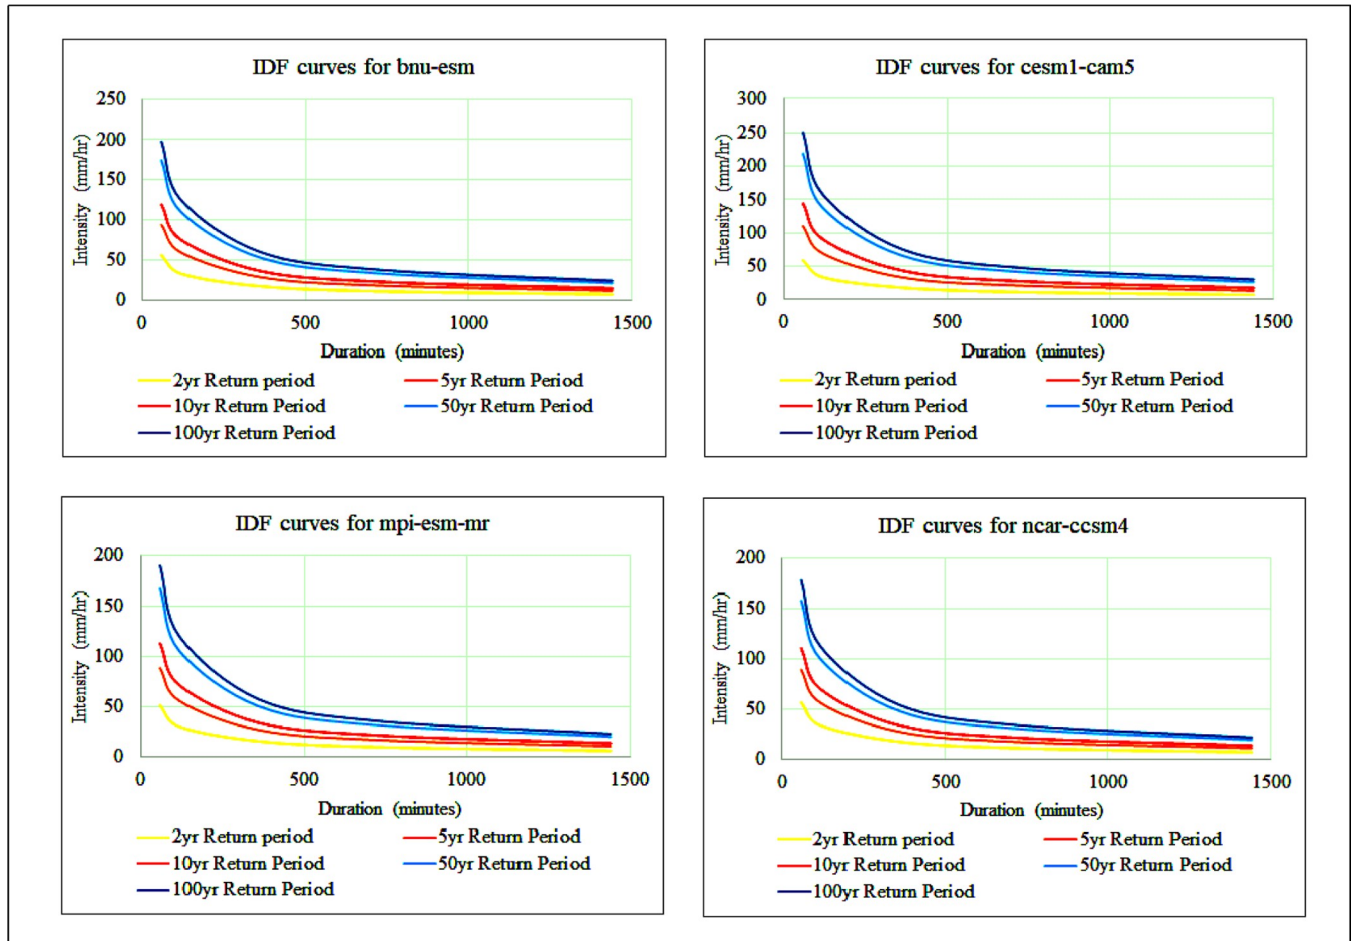 IDF curves for bnu-esm
250
200
150
100
50
0
Intensity (mm/hr)
0 500 1000 1500
Duration (minutes)
2yr Return period 5yr Return Period
10yr Return Period 50yr Return Period
100yr Return Period
IDF curves for cesm1-cam5
300
250
200
150
100
50
0
Intensity (mm/hr)
0 500 1000 1500
Duration (minutes)
2yr Return period 5yr Return Period
10yr Return Period 50yr Return Period
100yr Return Period
IDF curves for mpi-esm-mr
200
150
100
50
0
Intensity (mm/hr)
0 500 1000 1500
Duration (minutes)
2yr Return period 5yr Return Period
10yr Return Period 50yr Return Period
100yr Return Period
IDF curves for ncar-ccsm4
200
150
100
50
0
Intensity (mm/hr)
0 500 1000 1500
Duration (minutes)
2yr Return period 5yr Return Period
10yr Return Period 50yr Return Period
100yr Return Period